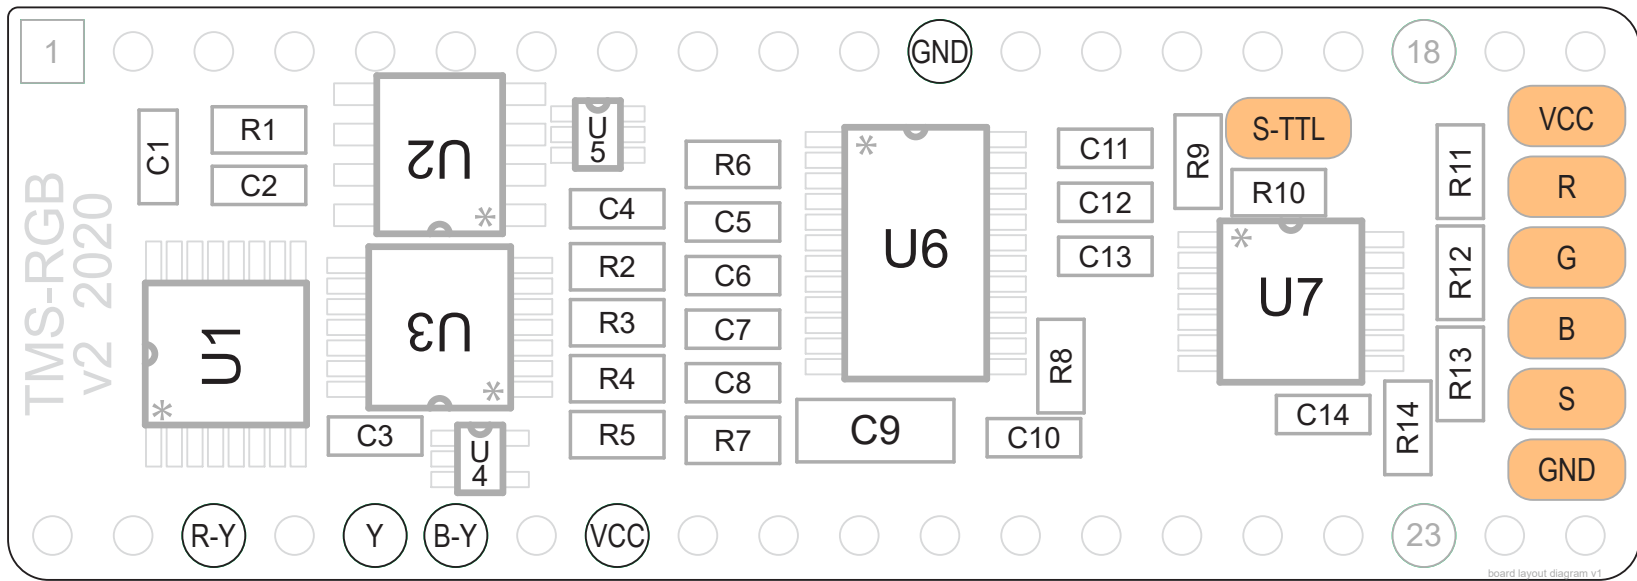 1
GND
18
C1
R1
C2
U2
*
U
5
C4
R2
R3
R4
R5
R6
C5
C6
C7
C8
R7
*
U6
C9
C10
R8
C11
C12
C13
R9
S-TTL
R10
*
U7
C14
R14
R11
R12
R13
VCC
R
G
B
S
GND
TMS-RGB
v2 2020
U1
*
U3
*
C3
U
4
R-Y
Y
B-Y
VCC
23
board layout diagram v1